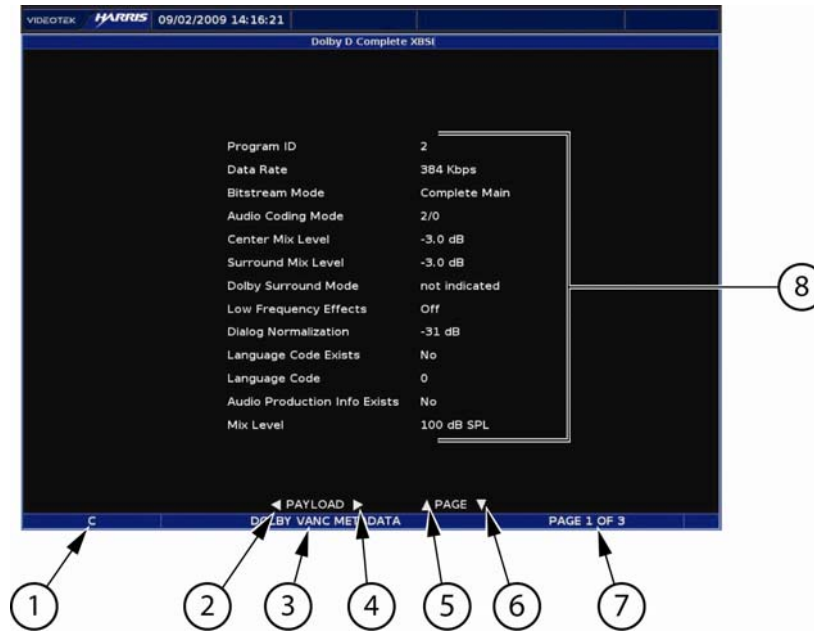 VIDEOTEK HARRIS 09/02/2009 14:16:21
Dolby D Complete XBSI
Program ID 2
Data Rate 384 Kbps
Bitstream Mode Complete Main
Audio Coding Mode 2/0
Center Mix Level -3.0 dB
Surround Mix Level -3.0 dB
Dolby Surround Mode not indicated
Low Frequency Effects Off
Dialog Normalization -31 dB
Language Code Exists No
Language Code 0
Audio Production Info Exists No
Mix Level 100 dB SPL
8
◀ PAYLOAD ▶ ▲ PAGE ▼
C DOLBY VANC METADATA PAGE 1 OF 3
1 2 3 4 5 6 7